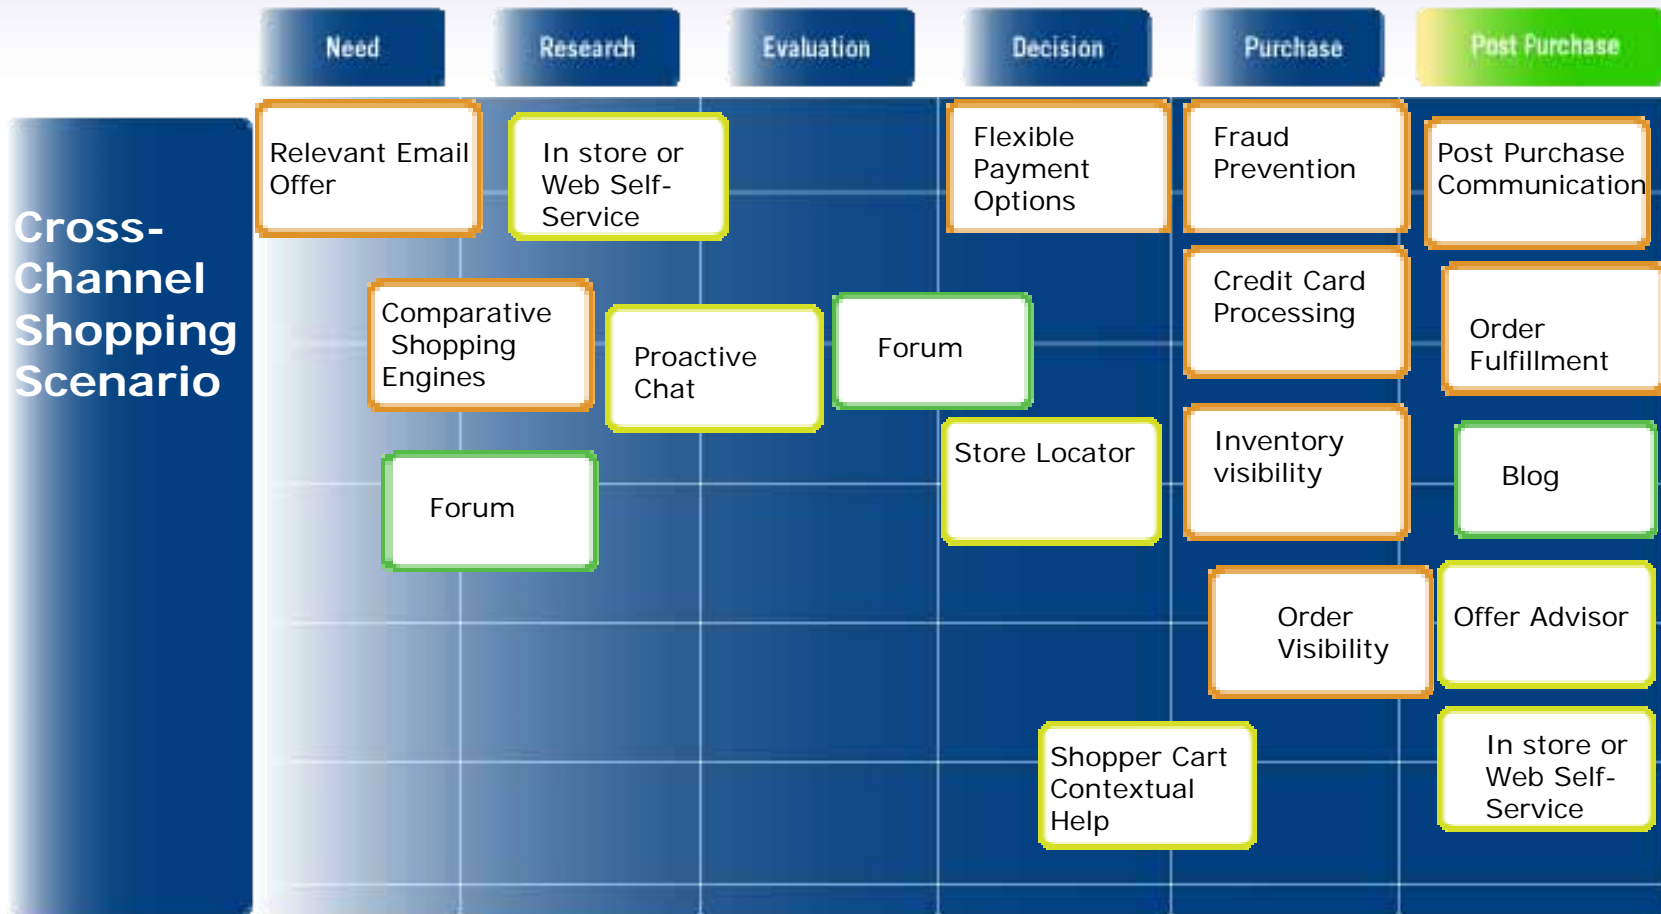 Need
Research
Evaluation
Decision
Purchase
Post Purchase
Cross-
Channel
Shopping
Scenario
Relevant Email
Offer
In store or
Web Self-
Service
Flexible
Payment
Options
Fraud
Prevention
Post Purchase
Communication
Comparative
Shopping
Engines
Proactive
Chat
Forum
Credit Card
Processing
Order
Fulfillment
Forum
Store Locator
Inventory
visibility
Blog
Order
Visibility
Offer Advisor
Shopper Cart
Contextual
Help
In store or
Web Self-
Service